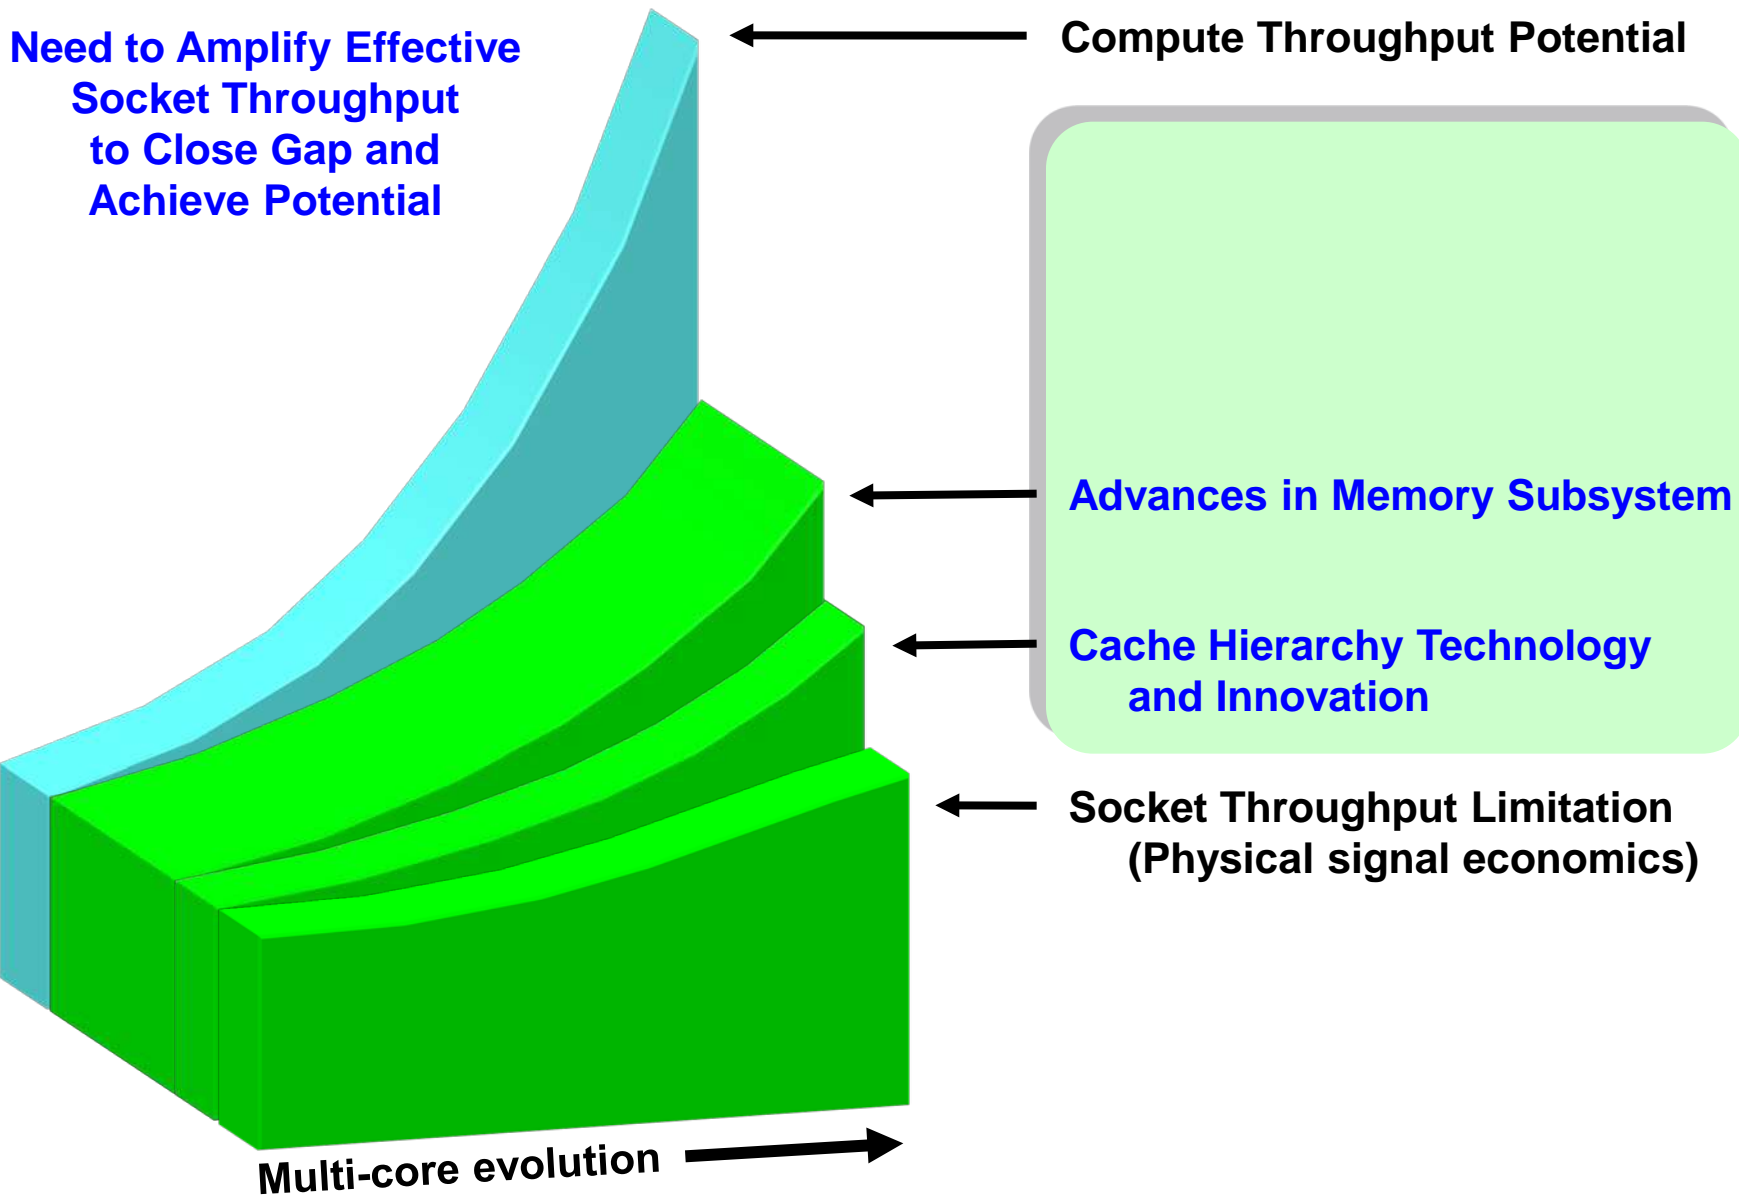 Need to Amplify Effective
Socket Throughput
to Close Gap and
Achieve Potential
Compute Throughput Potential
Advances in Memory Subsystem
Cache Hierarchy Technology
and Innovation
Socket Throughput Limitation
(Physical signal economics)
Multi-core evolution